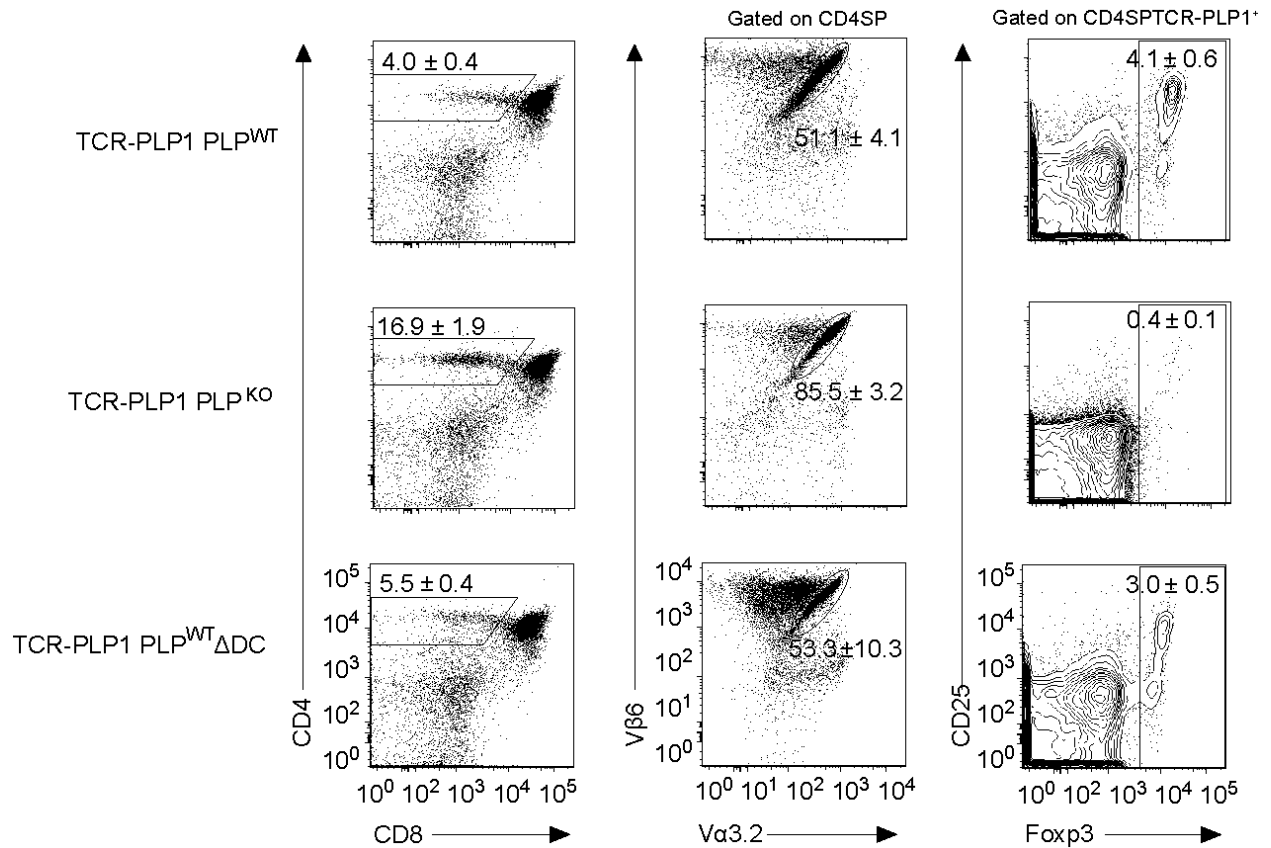 Gated on CD4SP
Gated on CD4SPTCR-PLP1⁺
TCR-PLP1 PLPᵂᵀ
4.0 ± 0.4
51.1 ± 4.1
4.1 ± 0.6
TCR-PLP1 PLPᴷᴼ
16.9 ± 1.9
85.5 ± 3.2
0.4 ± 0.1
TCR-PLP1 PLPᵂᵀΔDC
5.5 ± 0.4
53.3 ±10.3
3.0 ± 0.5
CD4
10⁵
10⁴
10³
10²
10⁰
10⁰ 10² 10³ 10⁴ 10⁵
CD8
Vβ6
10⁴
10³
10²
10¹
10⁰
10⁰ 10¹ 10² 10³ 10⁴
Vα3.2
CD25
10⁵
10⁴
10³
10²
10⁰
10⁰ 10² 10³ 10⁴ 10⁵
Foxp3